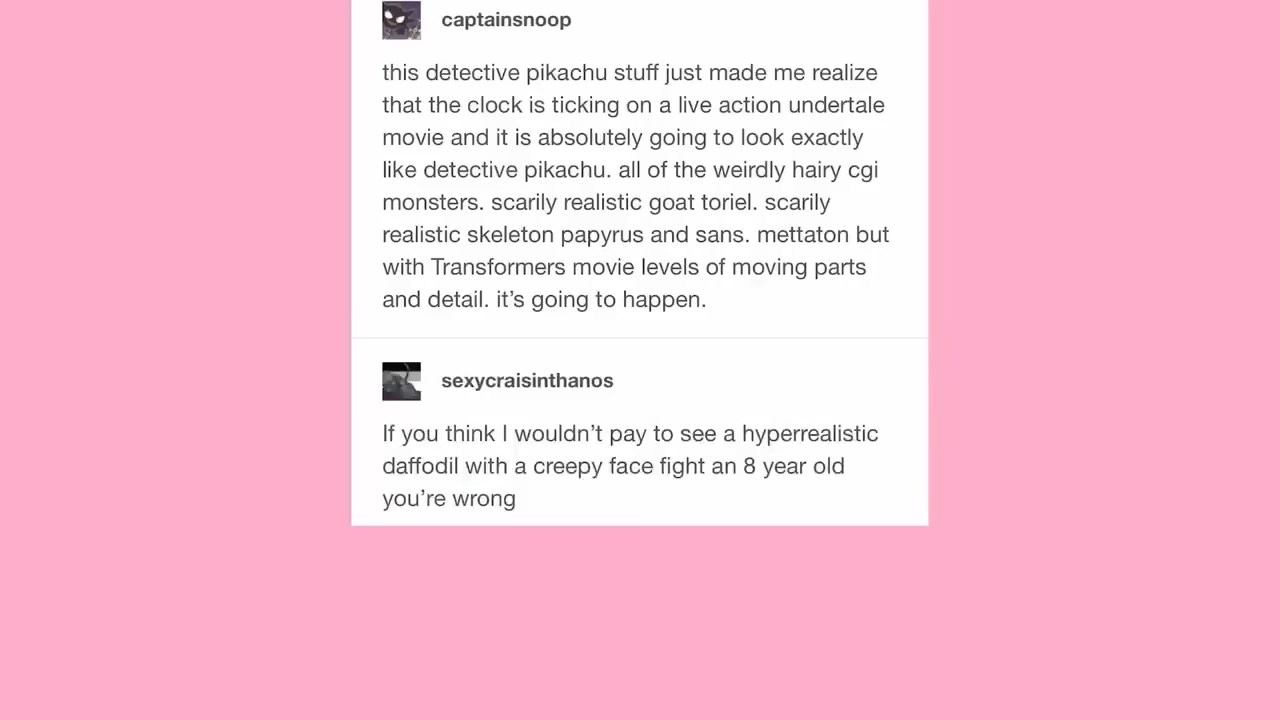 captainsnoop
this detective pikachu stuff just made me realize
that the clock is ticking on a live action undertale
movie and it is absolutely going to look exactly
like detective pikachu. all of the weirdly hairy cgi
monsters. scarily realistic goat toriel. scarily
realistic skeleton papyrus and sans. mettaton but
with Transformers movie levels of moving parts
and detail. it’s going to happen.
sexycraisinthanos
If you think I wouldn’t pay to see a hyperrealistic
daffodil with a creepy face fight an 8 year old
you’re wrong